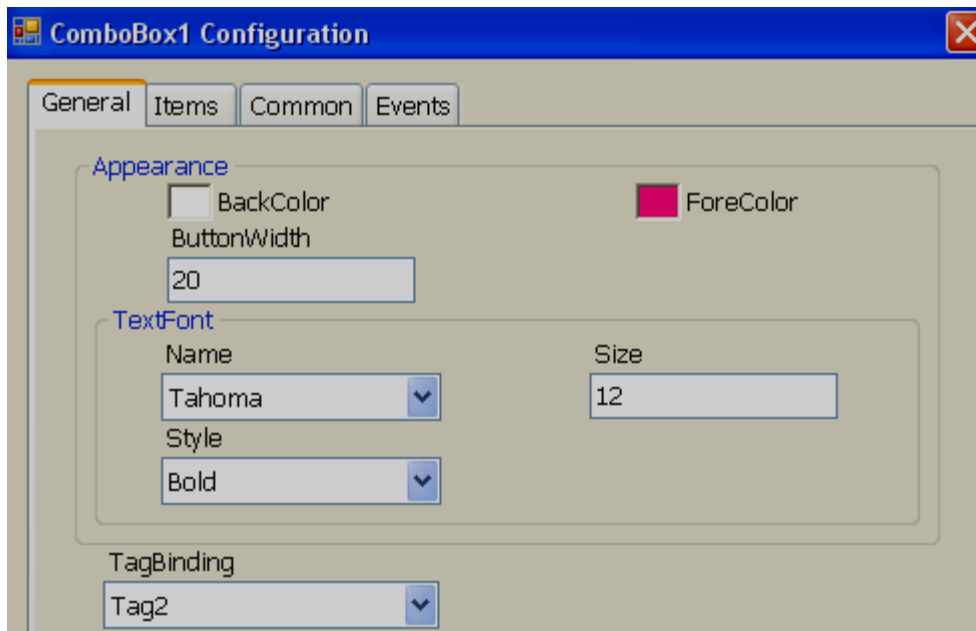 ComboBox1 Configuration
General Items Common Events
Appearance
BackColor ForeColor
ButtonWidth
20
TextFont
Name Size
Tahoma 12
Style
Bold
TagBinding
Tag2